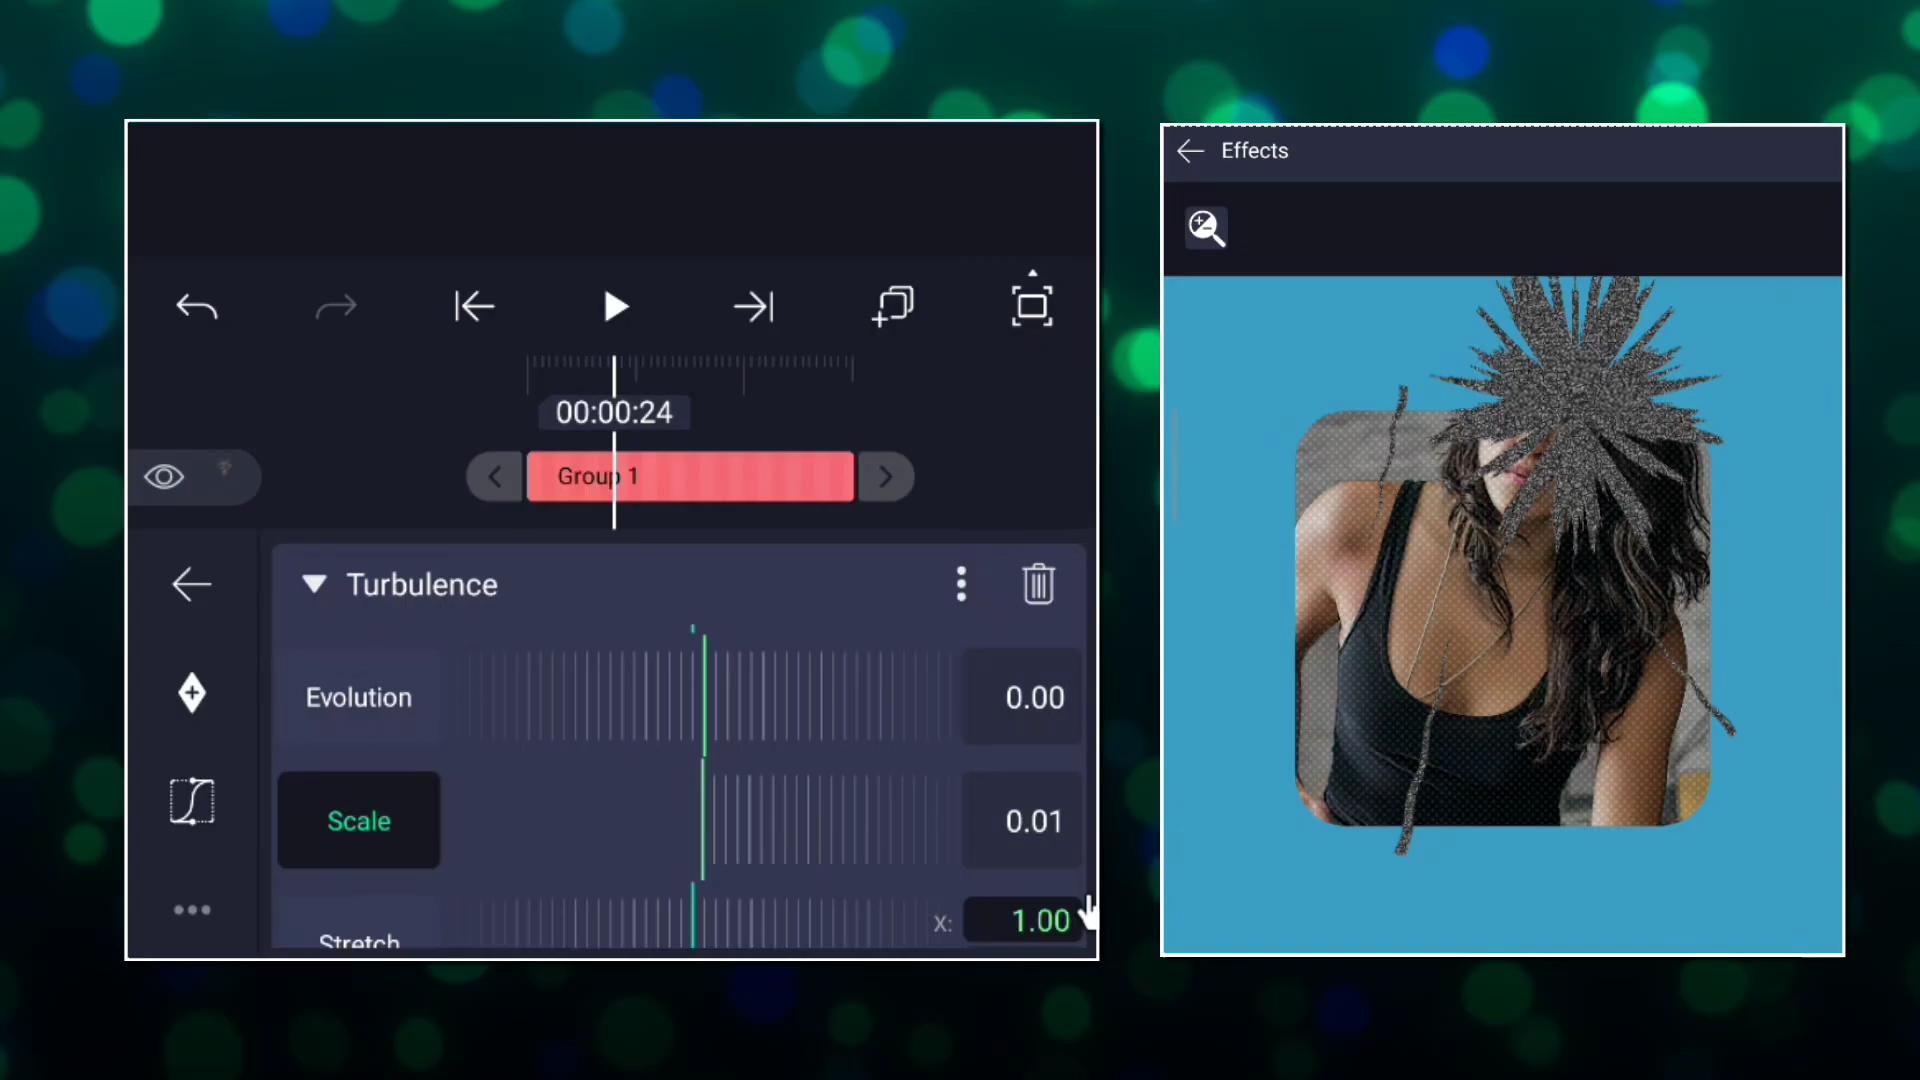 Effects
00:00:24
Group 1
Turbulence
Evolution
0.00
Scale
0.01
Stretch
X:
1.00